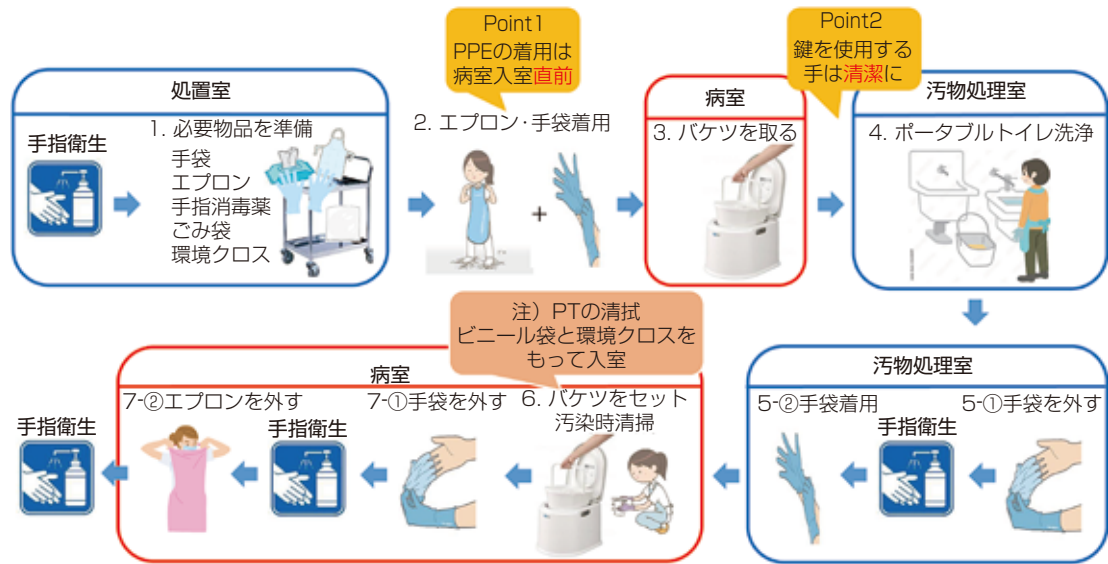 Point1
PPEの着用は
病室入室直前
Point2
鍵を使用する
手は清潔に
処置室
手指衛生
1. 必要物品を準備
手袋
エプロン
手指消毒薬
ごみ袋
環境クロス
2. エプロン・手袋着用
+
病室
3. バケツを取る
汚物処理室
4. ポータブルトイレ洗浄
汚物処理室
5-①手袋を外す
手指衛生
5-②手袋着用
注）PTの清拭
ビニール袋と環境クロスを
もって入室
病室
6. バケツをセット
汚染時清掃
7-①手袋を外す
手指衛生
7-②エプロンを外す
手指衛生